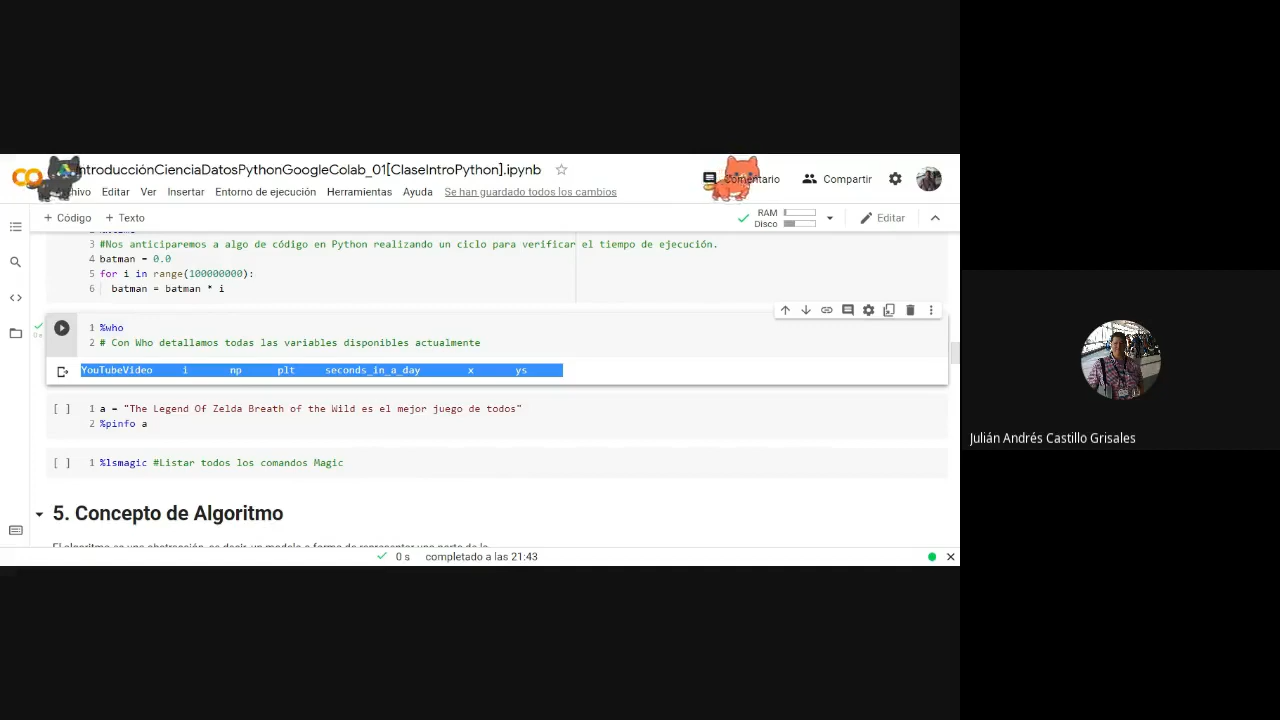 IntroducciónCienciaDatosPythonGoogleColab_01[ClaseIntroPython].ipynb
Editar Ver Insertar Entorno de ejecución Herramientas Ayuda Se han guardado todos los cambios
Comentario Compartir
+ Código + Texto
RAM
Disco
Editar
3 #Nos anticiparemos a algo de código en Python realizando un ciclo para verificar el tiempo de ejecución.
4 batman = 0.0
5 for i in range(100000000):
6 batman = batman * i
1 %who
2 # Con Who detallamos todas las variables disponibles actualmente
YouTubeVideo i np plt seconds_in_a_day x ys
[ ] 1 a = "The Legend Of Zelda Breath of the Wild es el mejor juego de todos"
2 %pinfo a
[ ] 1 %lsmagic #Listar todos los comandos Magic
5. Concepto de Algoritmo
0 s completado a las 21:43
Julián Andrés Castillo Grisales